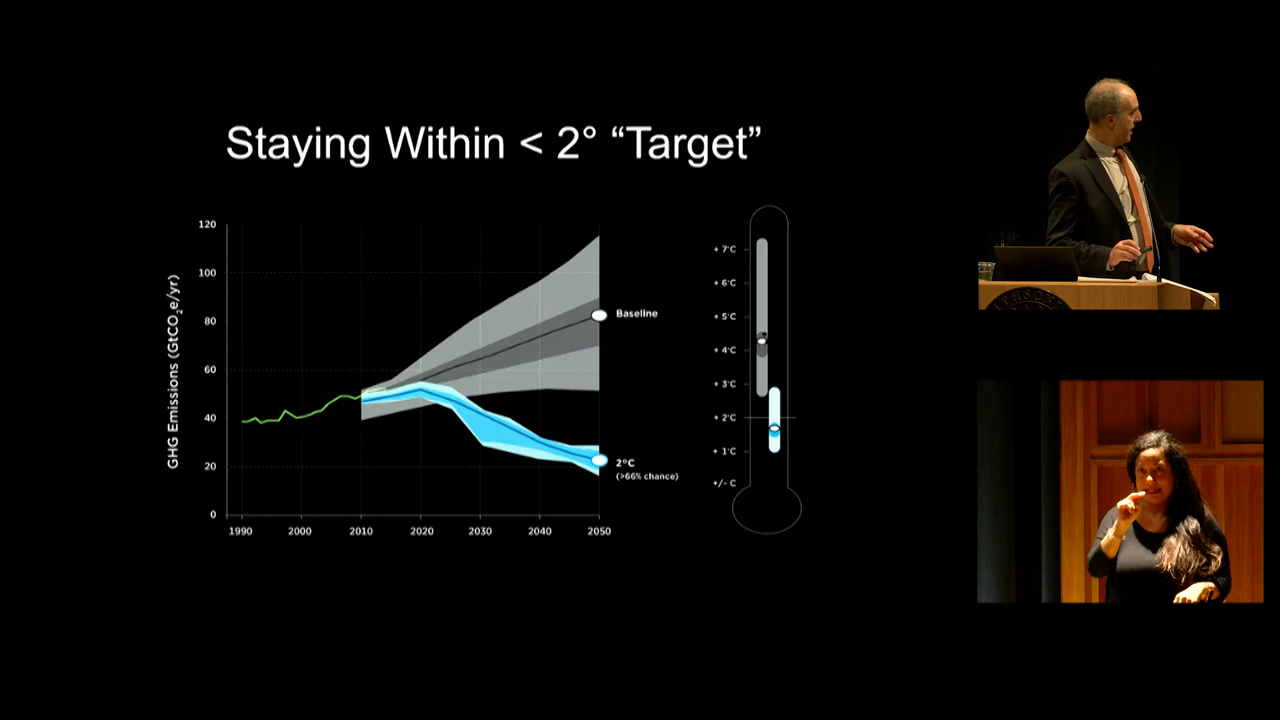 Staying Within < 2° “Target”
120
100
80
60
40
20
0
GHG Emissions (GtCO₂e/yr)
1990 2000 2010 2020 2030 2040 2050
Baseline
2°C
(>66% chance)
+ 7°C
+ 6°C
+ 5°C
+ 4°C
+ 3°C
+ 2°C
+ 1°C
+/- C